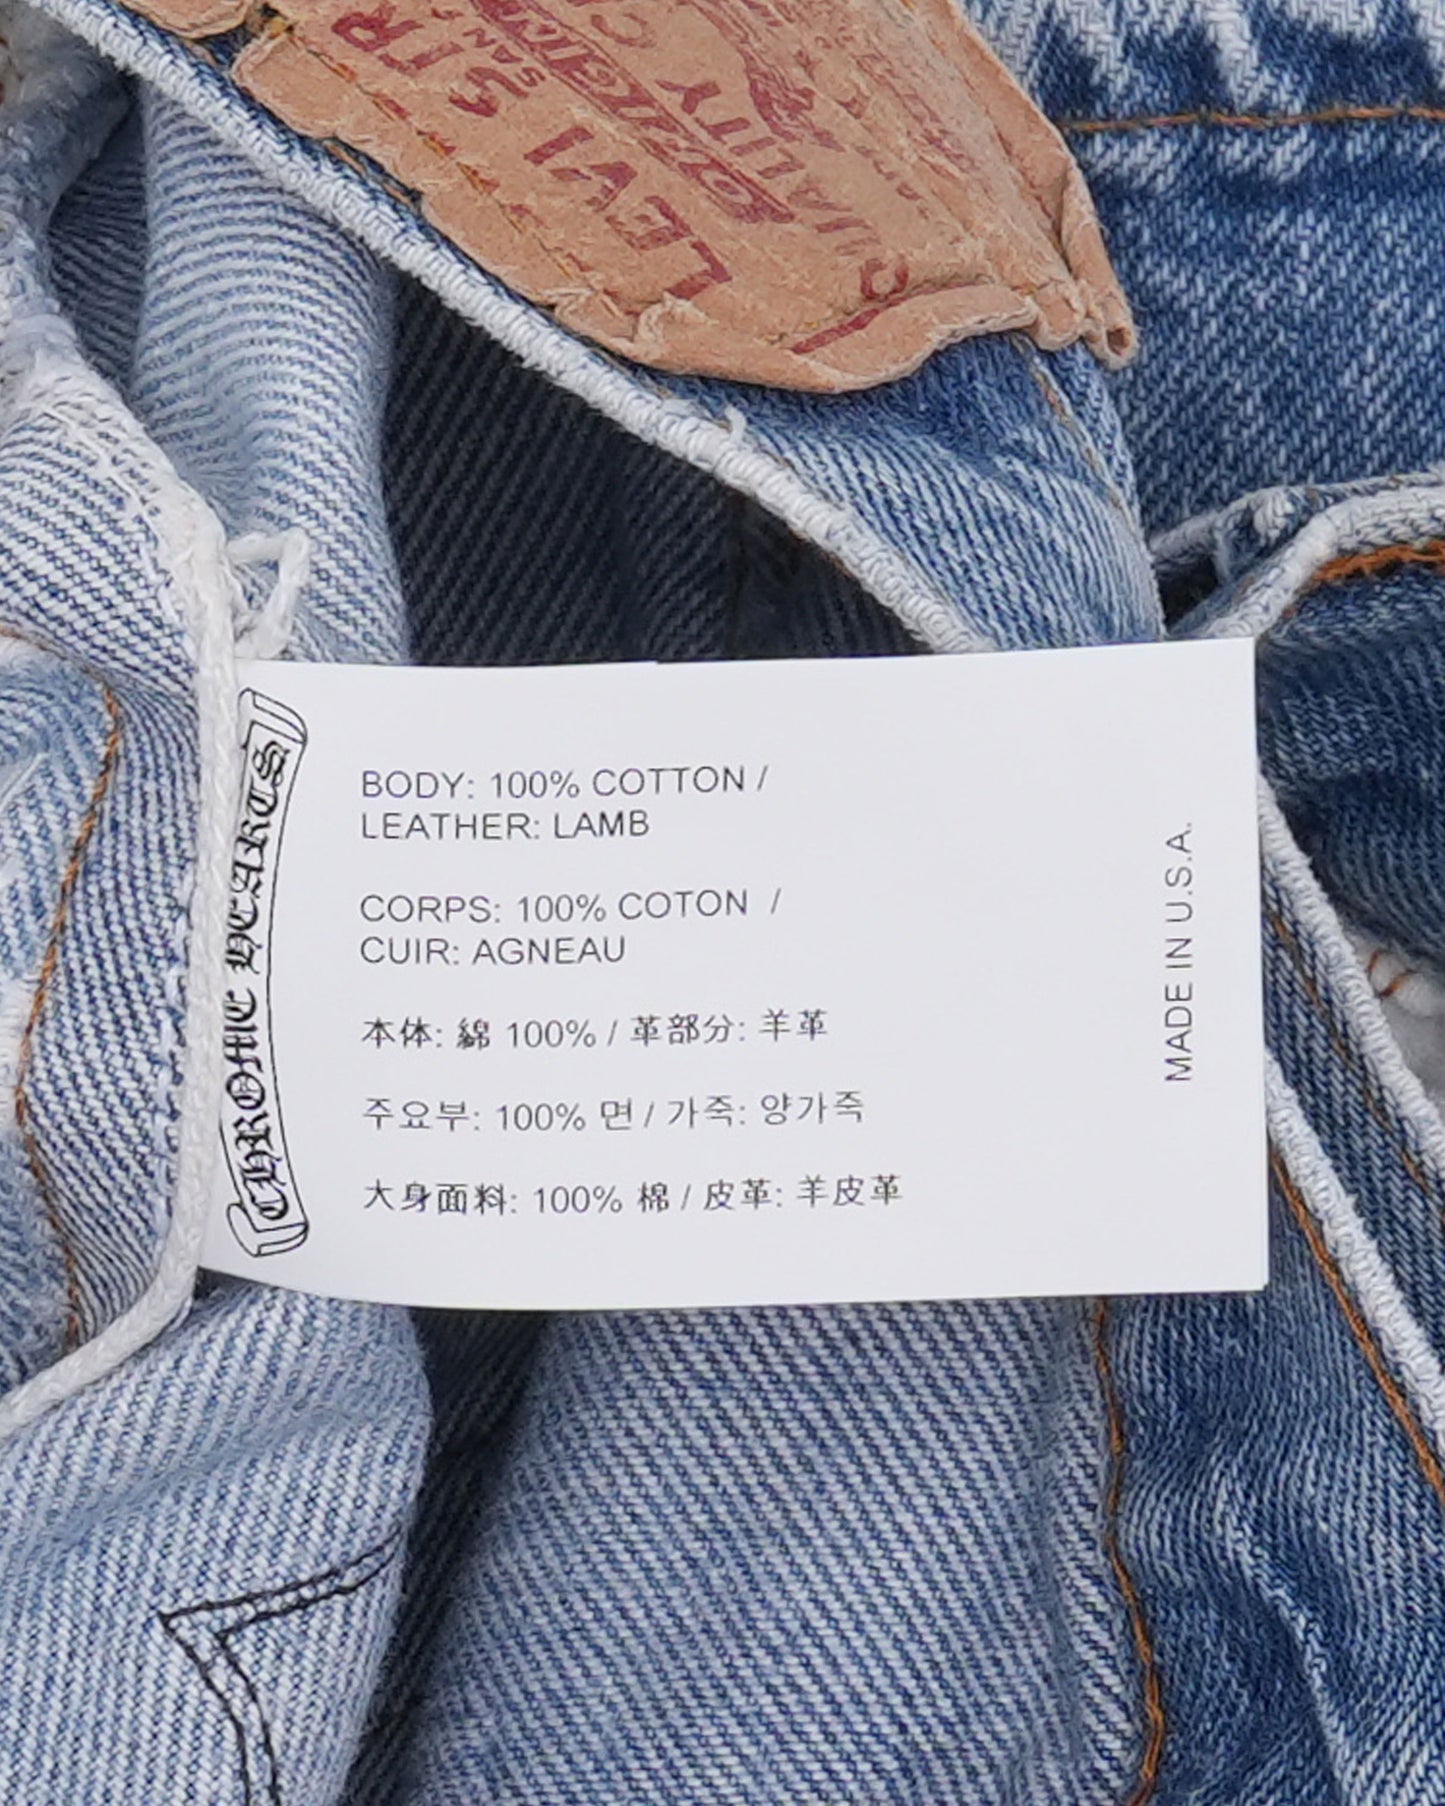 LEVI STR
SAN
ORIGIN
QUALITY
CHROME HEARTS
BODY: 100% COTTON /
LEATHER: LAMB
CORPS: 100% COTON /
CUIR: AGNEAU
本体: 綿 100% / 革部分: 羊革
주요부: 100% 면 / 가죽: 양가죽
大身面料: 100% 棉 / 皮革: 羊皮革
MADE IN U.S.A.